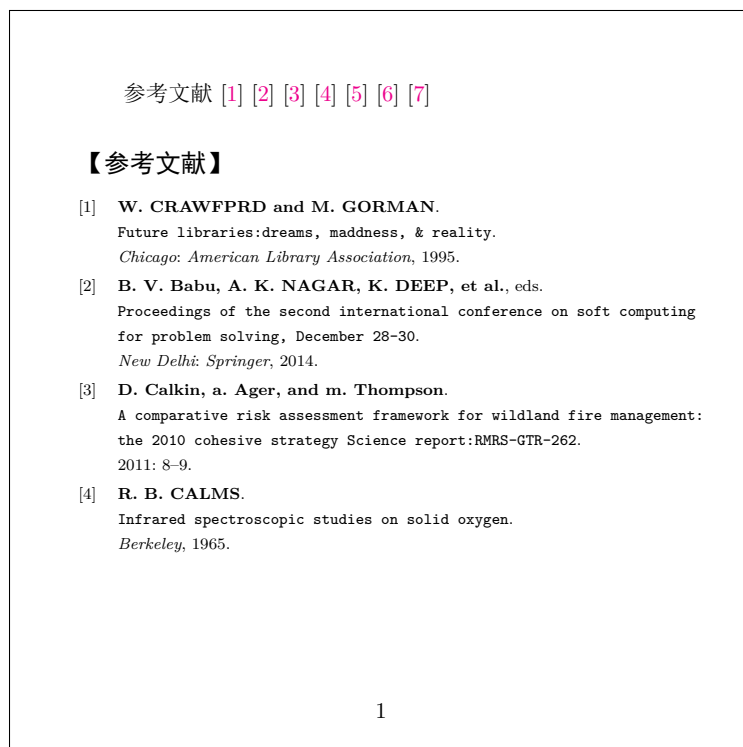 参考文献 [1] [2] [3] [4] [5] [6] [7]
【参考文献】
[1] W. CRAWFPRD and M. GORMAN.
Future libraries:dreams, maddness, & reality.
Chicago: American Library Association, 1995.
[2] B. V. Babu, A. K. NAGAR, K. DEEP, et al., eds.
Proceedings of the second international conference on soft computing
for problem solving, December 28-30.
New Delhi: Springer, 2014.
[3] D. Calkin, a. Ager, and m. Thompson.
A comparative risk assessment framework for wildland fire management:
the 2010 cohesive strategy Science report:RMRS-GTR-262.
2011: 8–9.
[4] R. B. CALMS.
Infrared spectroscopic studies on solid oxygen.
Berkeley, 1965.
1